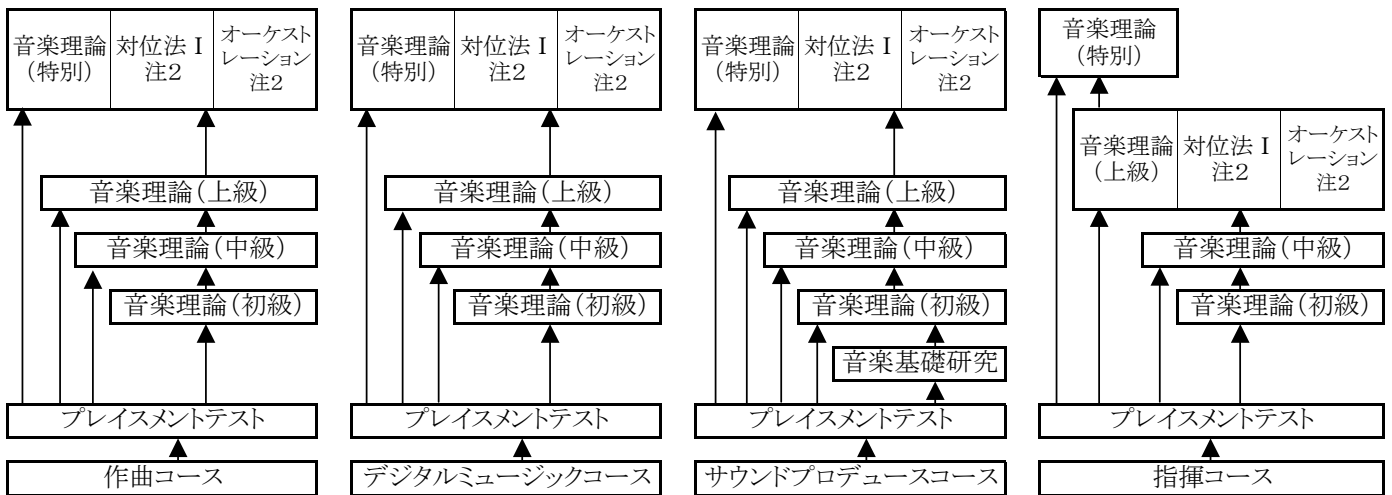 音楽理論
(特別)
対位法 I
注2
オーケスト
レーション
注2
音楽理論(上級)
音楽理論(中級)
音楽理論(初級)
プレイスメントテスト
作曲コース
音楽理論
(特別)
対位法 I
注2
オーケスト
レーション
注2
音楽理論(上級)
音楽理論(中級)
音楽理論(初級)
プレイスメントテスト
デジタルミュージックコース
音楽理論
(特別)
対位法 I
注2
オーケスト
レーション
注2
音楽理論(上級)
音楽理論(中級)
音楽理論(初級)
音楽基礎研究
プレイスメントテスト
サウンドプロデュースコース
音楽理論
(特別)
音楽理論
(上級)
対位法 I
注2
オーケスト
レーション
注2
音楽理論(中級)
音楽理論(初級)
プレイスメントテスト
指揮コース